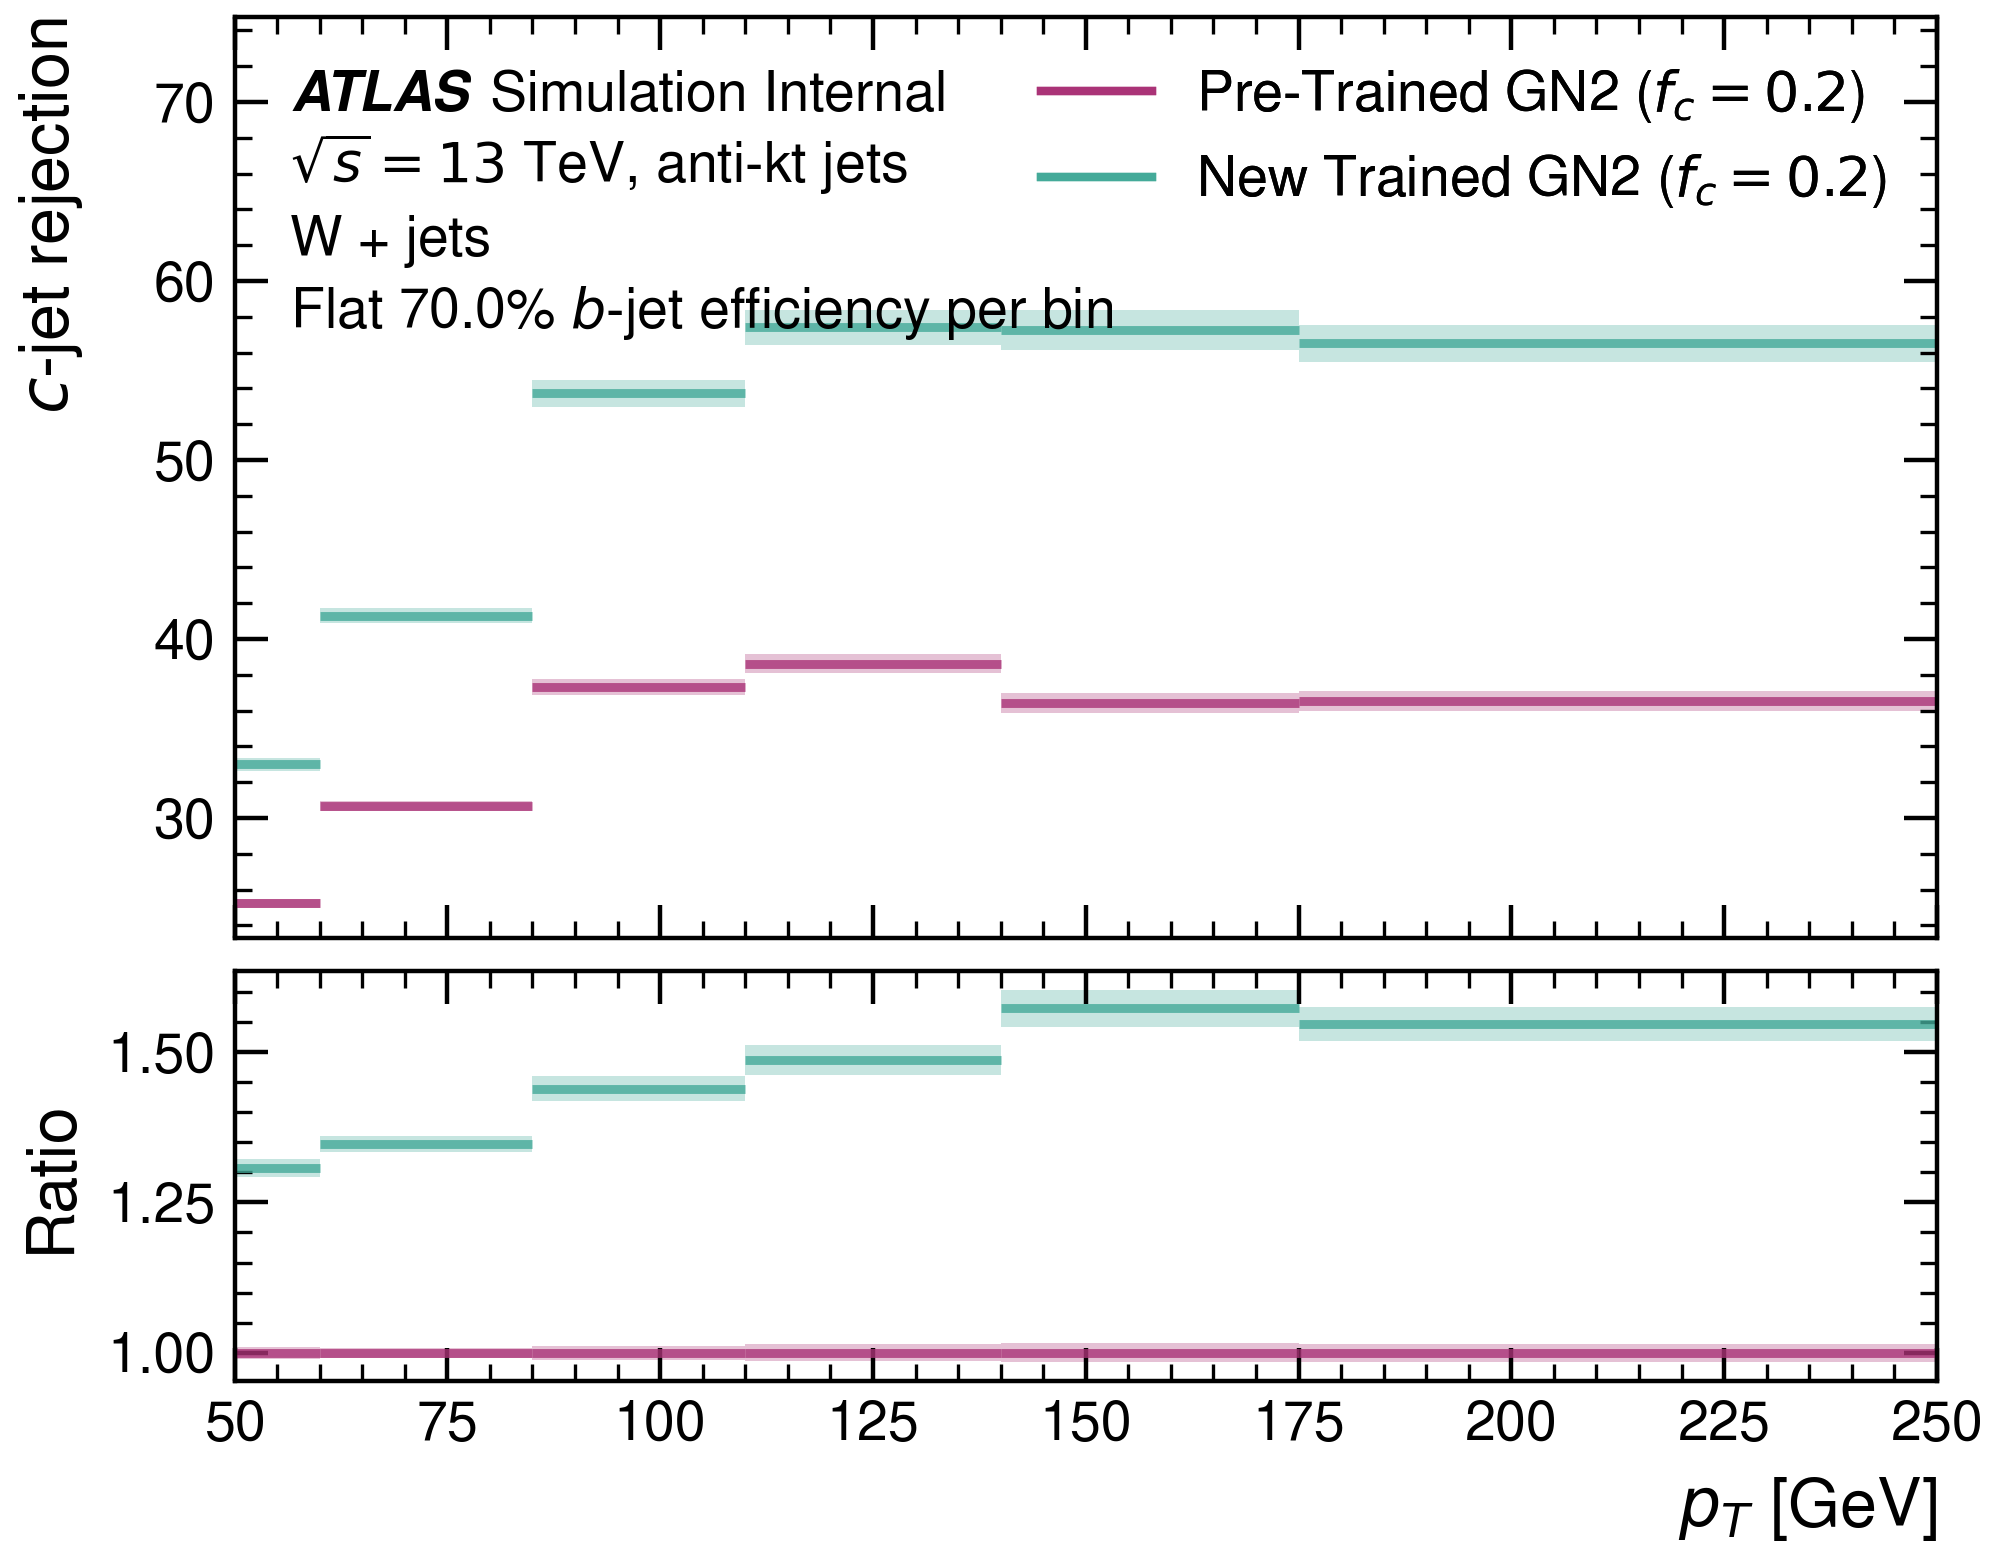 c-jet rejection
70
60
50
40
30
ATLAS Simulation Internal
√s = 13 TeV, anti-kt jets
W + jets
Flat 70.0% b-jet efficiency per bin
Pre-Trained GN2 (f_c = 0.2)
New Trained GN2 (f_c = 0.2)
Ratio
1.50
1.25
1.00
50 75 100 125 150 175 200 225 250
p_T [GeV]